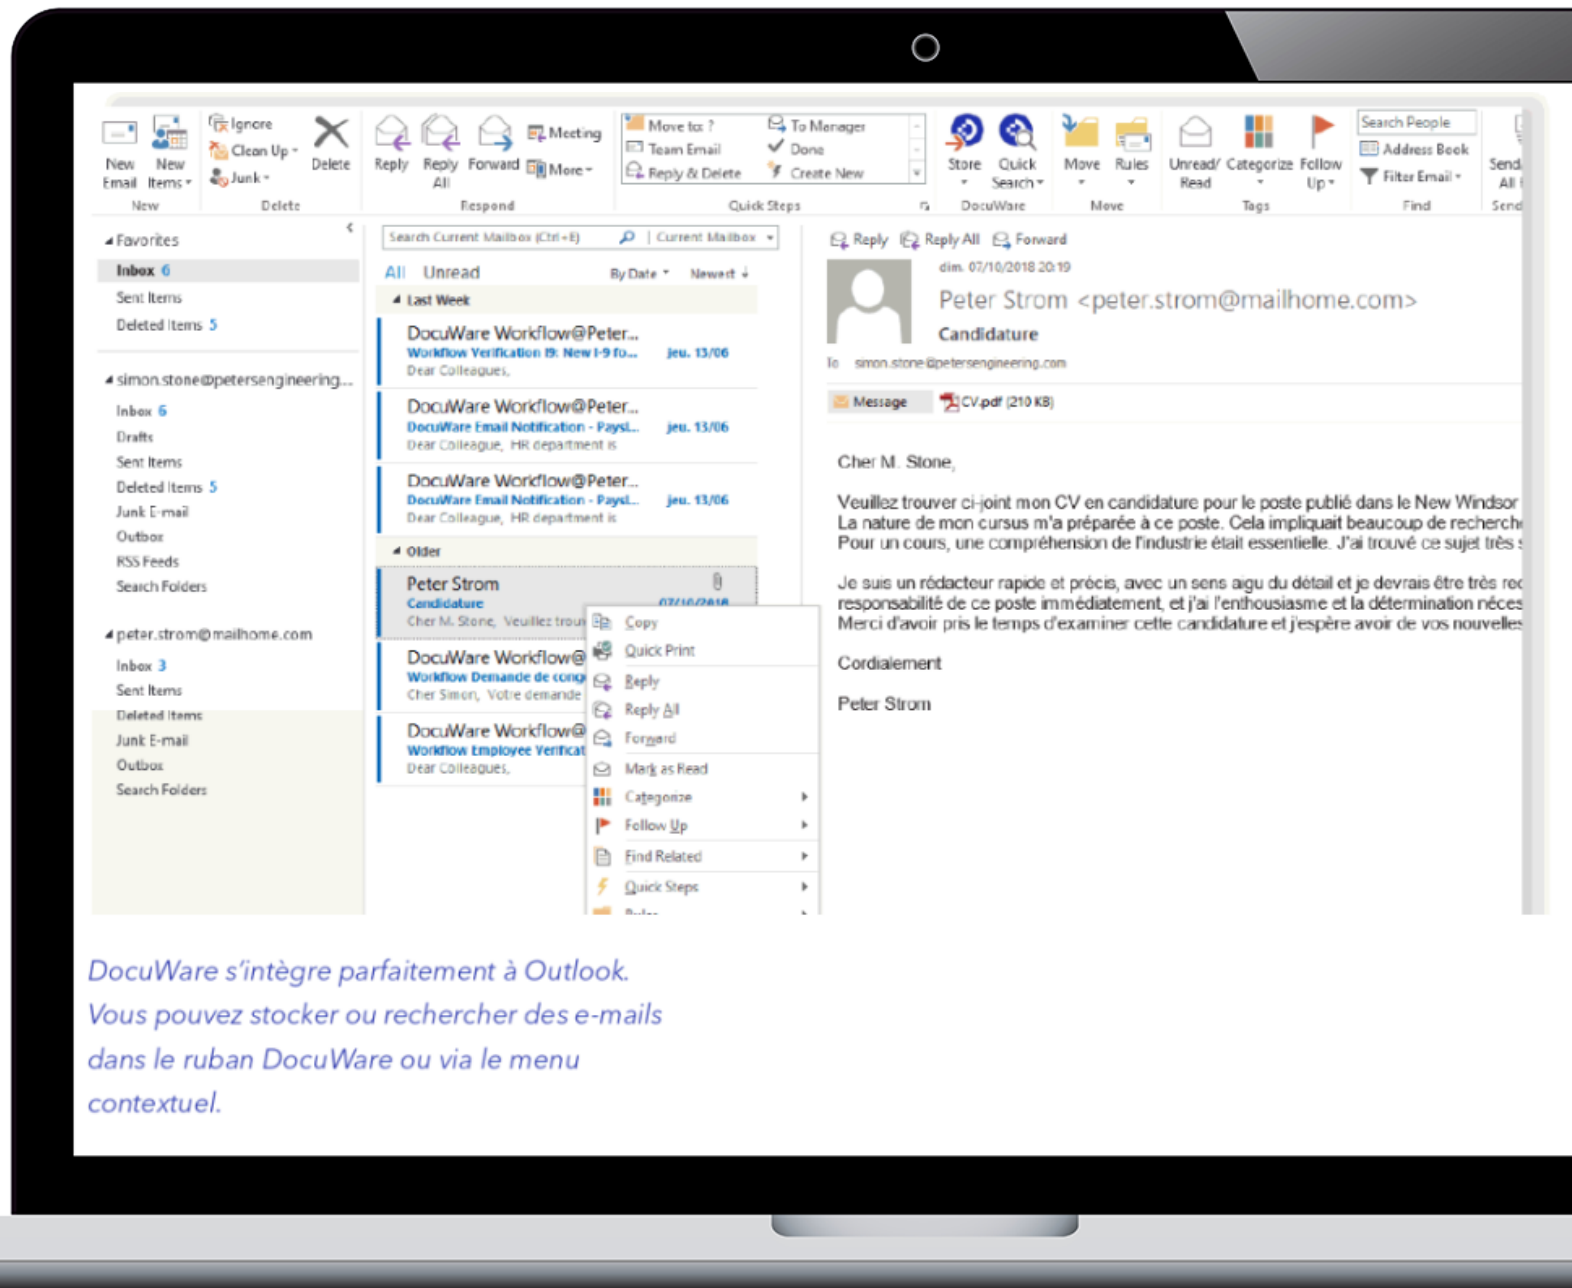 New Email
New Items
New
Ignore
Clean Up
Junk
Delete
Delete
Reply
Reply All
Forward
Meeting
More
Respond
Move to: ?
Team Email
Reply & Delete
To Manager
Done
Create New
Quick Steps
Store
Quick Search
DocuWare
Move
Rules
Move
Unread/ Read
Categorize
Follow Up
Tags
Search People
Address Book
Filter Email
Find
Send
Favorites
Inbox 6
Sent Items
Deleted Items 5
simon.stone@petersengineering...
Inbox 6
Drafts
Sent Items
Deleted Items 5
Junk E-mail
Outbox
RSS Feeds
Search Folders
peter.strom@mailhome.com
Inbox 3
Sent Items
Deleted Items
Junk E-mail
Outbox
Search Folders
Search Current Mailbox (Ctrl+E)
Current Mailbox
All Unread By Date Newest
Last Week
DocuWare Workflow@Peter...
Workflow Verification I9: New I-9 fo... jeu. 13/06
Dear Colleagues,
DocuWare Workflow@Peter...
DocuWare Email Notification - Paysl... jeu. 13/06
Dear Colleague, HR department is
DocuWare Workflow@Peter...
DocuWare Email Notification - Paysl... jeu. 13/06
Dear Colleague, HR department is
Older
Peter Strom
Candidature 07/10/2018
Cher M. Stone, Veuillez trou
DocuWare Workflow@
Workflow Demande de cong
Cher Simon, Votre demande
DocuWare Workflow@
Workflow Employee Verificat
Dear Colleagues,
Copy
Quick Print
Reply
Reply All
Forward
Mark as Read
Categorize
Follow Up
Find Related
Quick Steps
Reply Reply All Forward
dim. 07/10/2018 20:19
Peter Strom <peter.strom@mailhome.com>
Candidature
To simon.stone@petersengineering.com
Message CV.pdf (210 KB)
Cher M. Stone,
Veuillez trouver ci-joint mon CV en candidature pour le poste publié dans le New Windsor
La nature de mon cursus m'a préparée à ce poste. Cela impliquait beaucoup de recherch
Pour un cours, une compréhension de l'industrie était essentielle. J'ai trouvé ce sujet très
Je suis un rédacteur rapide et précis, avec un sens aigu du détail et je devrais être très
responsabilité de ce poste immédiatement, et j'ai l'enthousiasme et la détermination néces
Merci d'avoir pris le temps d'examiner cette candidature et j'espère avoir de vos nouvelles
Cordialement
Peter Strom
DocuWare s'intègre parfaitement à Outlook.
Vous pouvez stocker ou rechercher des e-mails
dans le ruban DocuWare ou via le menu
contextuel.